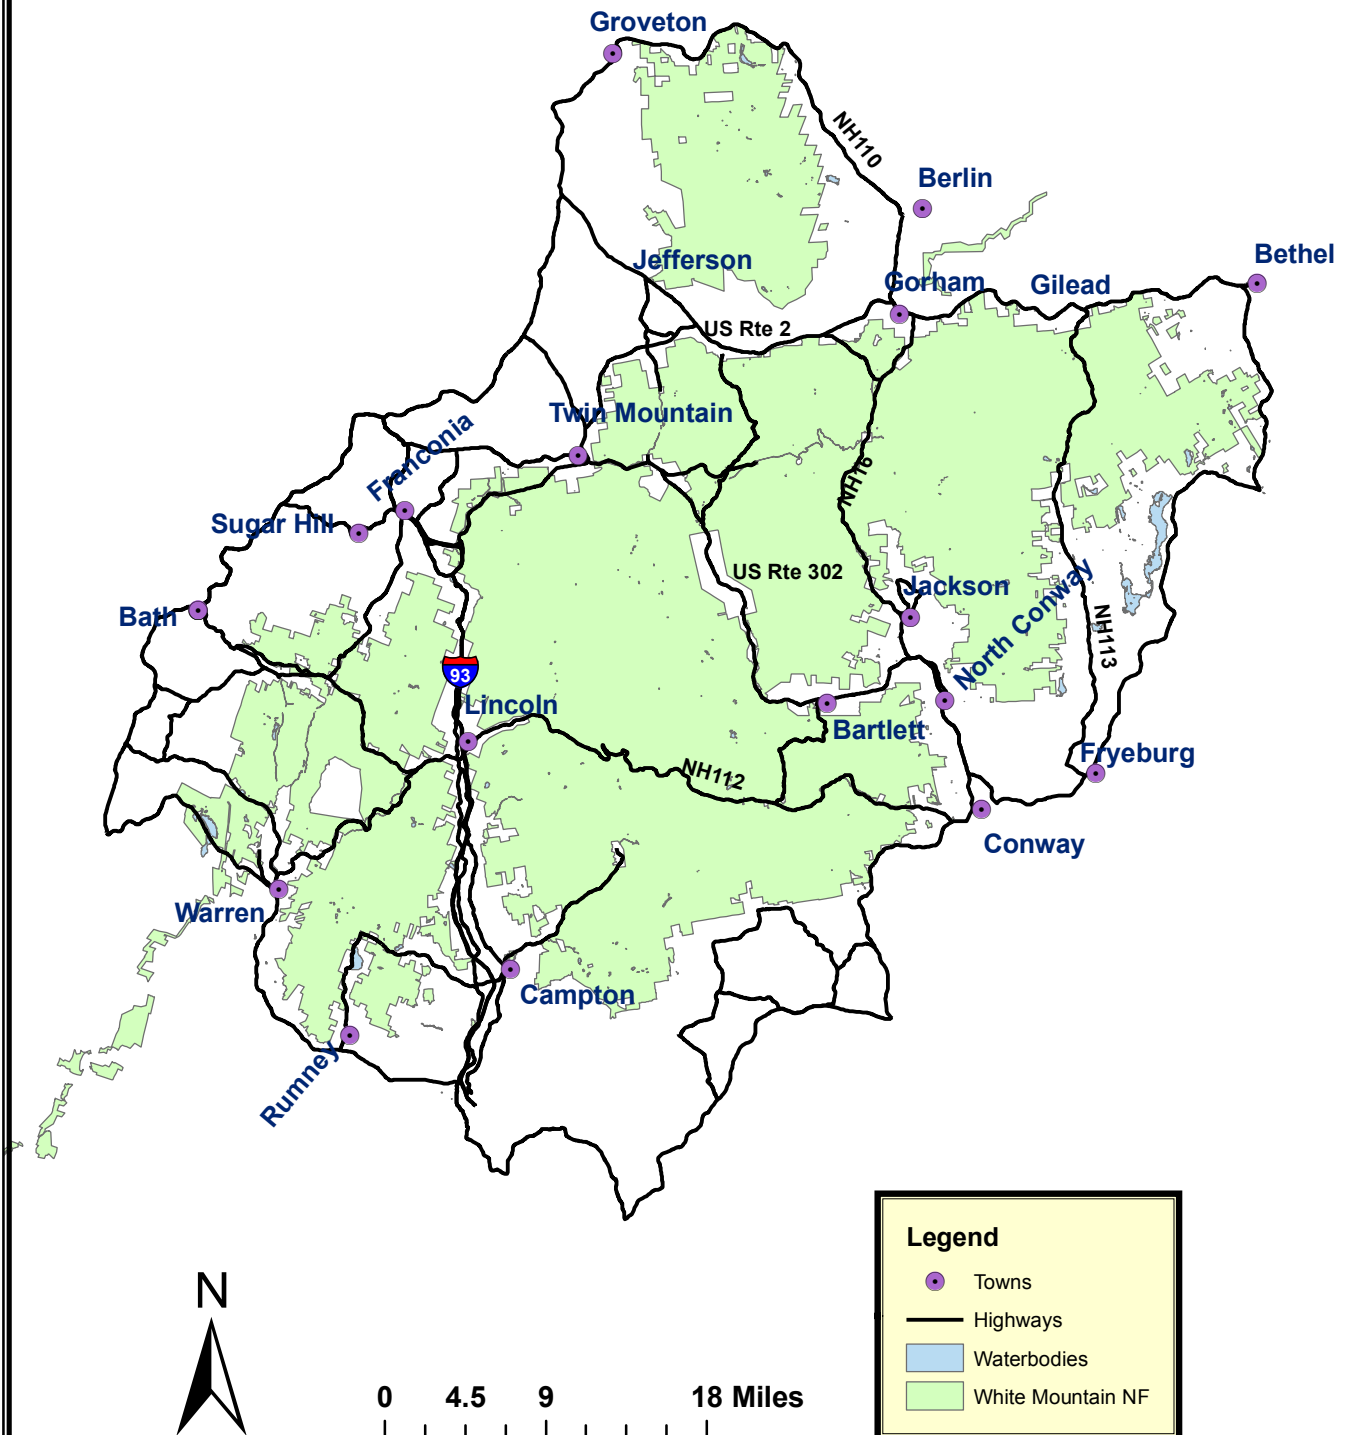 Groveton
NH110
Berlin
Bethel
Jefferson
Gorham
Gilead
US Rte 2
Twin Mountain
Franconia
NH16
Sugar Hill
US Rte 302
Jackson
North Conway
Bath
NH113
93
Lincoln
Bartlett
Fryeburg
NH112
Conway
Warren
Campton
Rumney
Legend
Towns
Highways
Waterbodies
White Mountain NF
N
0 4.5 9 18 Miles